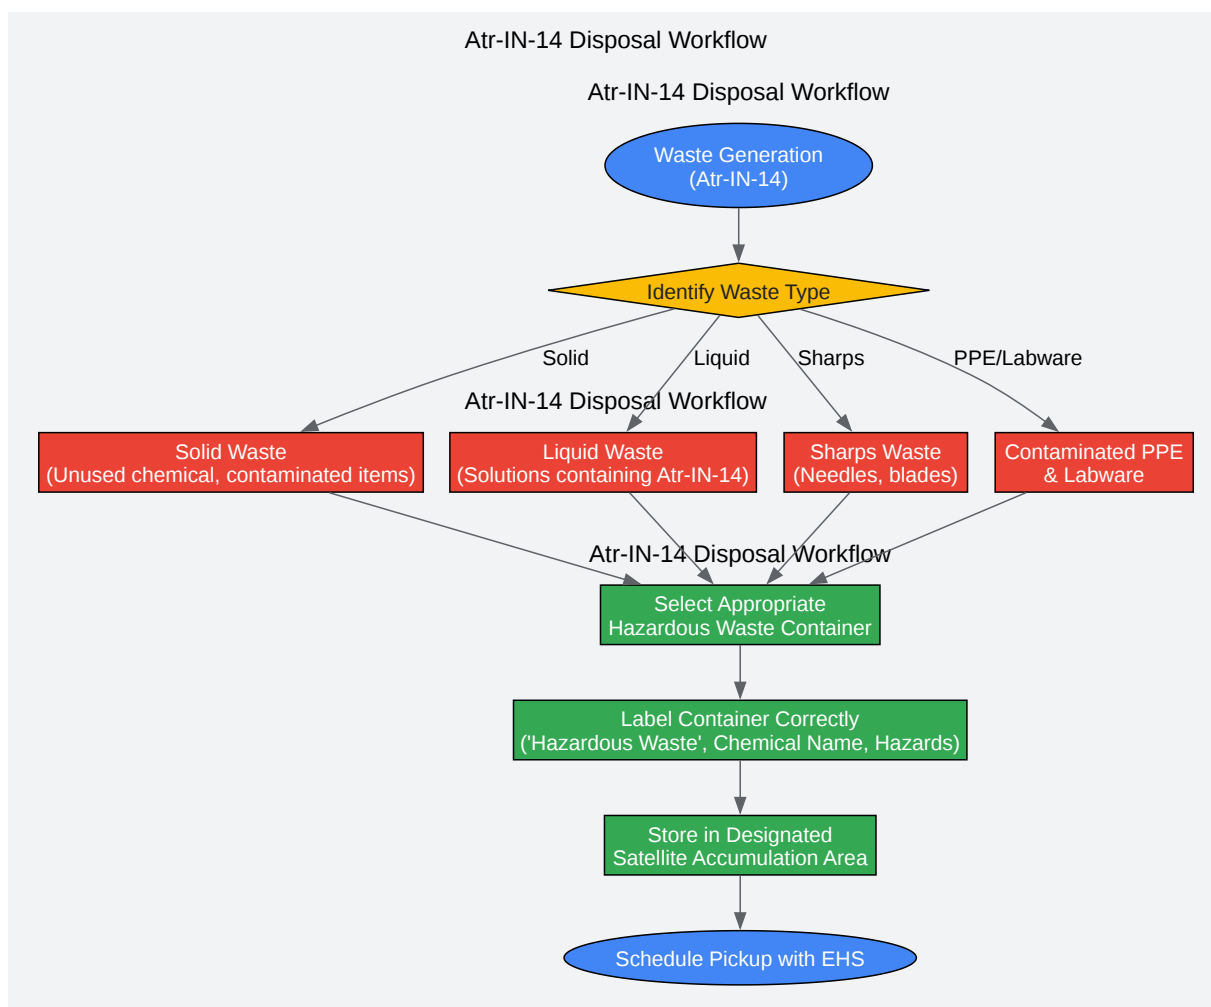 Atr-IN-14 Disposal Workflow
Atr-IN-14 Disposal Workflow
Waste Generation
(Atr-IN-14)
Identify Waste Type
Solid
Liquid
Sharps
PPE/Labware
Atr-IN-14 Disposal Workflow
Solid Waste
(Unused chemical, contaminated items)
Liquid Waste
(Solutions containing Atr-IN-14)
Sharps Waste
(Needles, blades)
Contaminated PPE
& Labware
Atr-IN-14 Disposal Workflow
Select Appropriate
Hazardous Waste Container
Label Container Correctly
('Hazardous Waste', Chemical Name, Hazards)
Store in Designated
Satellite Accumulation Area
Schedule Pickup with EHS